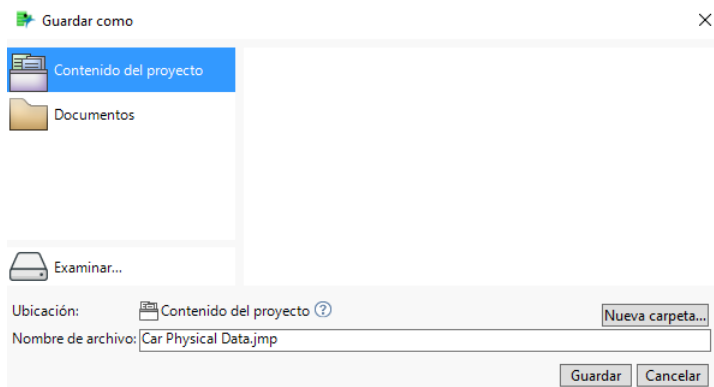 Guardar como
Contenido del proyecto
Documentos
Examinar...
Ubicación: Contenido del proyecto ?
Nueva carpeta...
Nombre de archivo: Car Physical Data.jmp
Guardar Cancelar